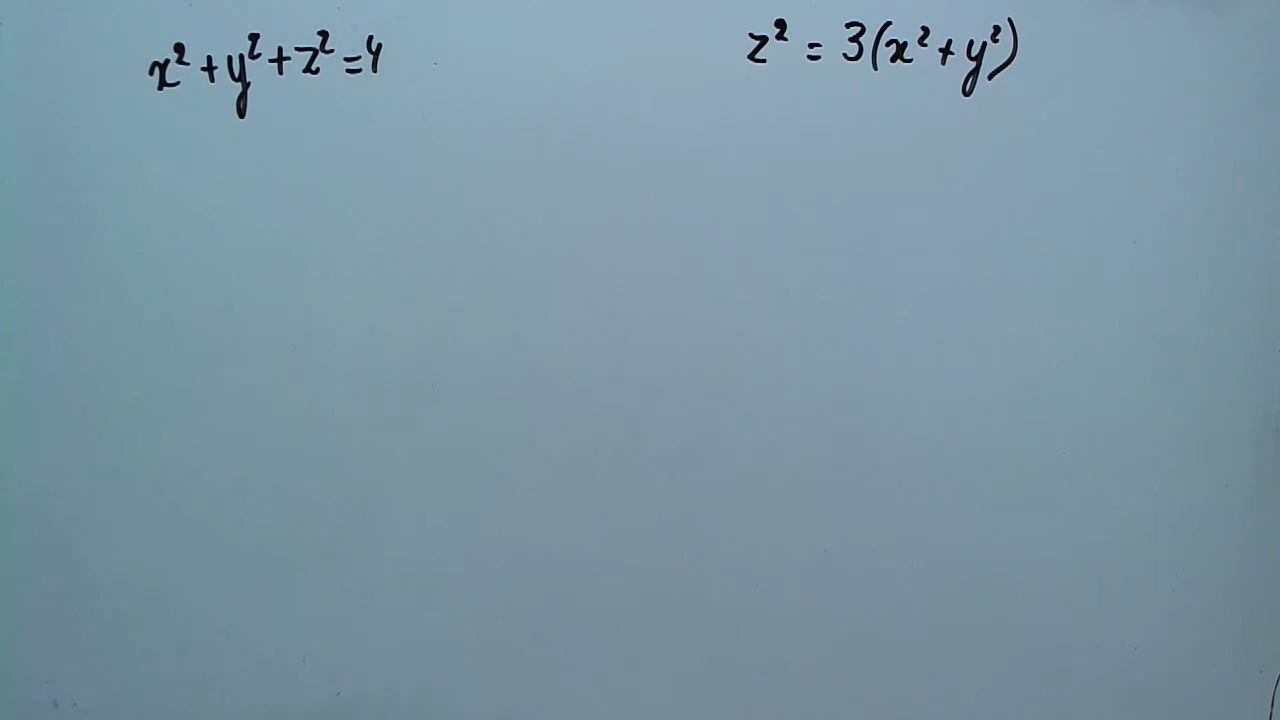 x² + y² + z² = 4
z² = 3(x² + y²)